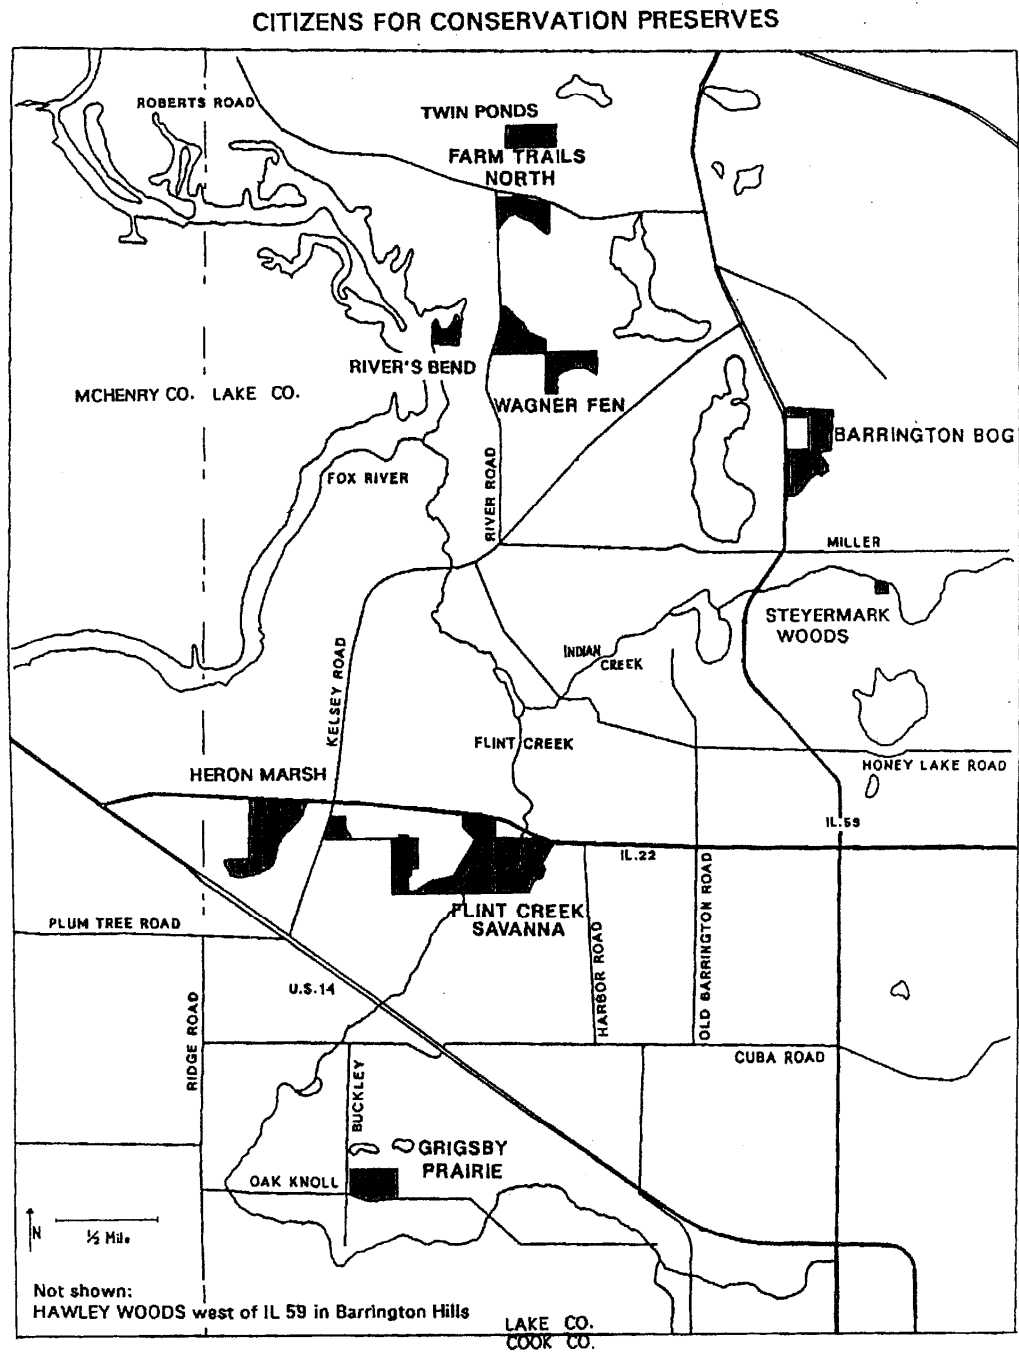 CITIZENS FOR CONSERVATION PRESERVES
ROBERTS ROAD
TWIN PONDS
FARM TRAILS
NORTH
RIVER'S BEND
MCHENRY CO.
LAKE CO.
WAGNER FEN
BARRINGTON BOG
FOX RIVER
RIVER ROAD
MILLER
STEYERMARK
WOODS
INDIAN
CREEK
KELSEY ROAD
FLINT CREEK
HONEY LAKE ROAD
HERON MARSH
IL.59
IL.22
OLD BARRINGTON ROAD
PLUM TREE ROAD
FLINT CREEK
SAVANNA
HARBOR ROAD
U.S.14
RIDGE ROAD
CUBA ROAD
BUCKLEY
GRIGSBY
PRAIRIE
OAK KNOLL
N
½ Mile
Not shown:
HAWLEY WOODS west of IL 59 in Barrington Hills
LAKE CO.
COOK CO.